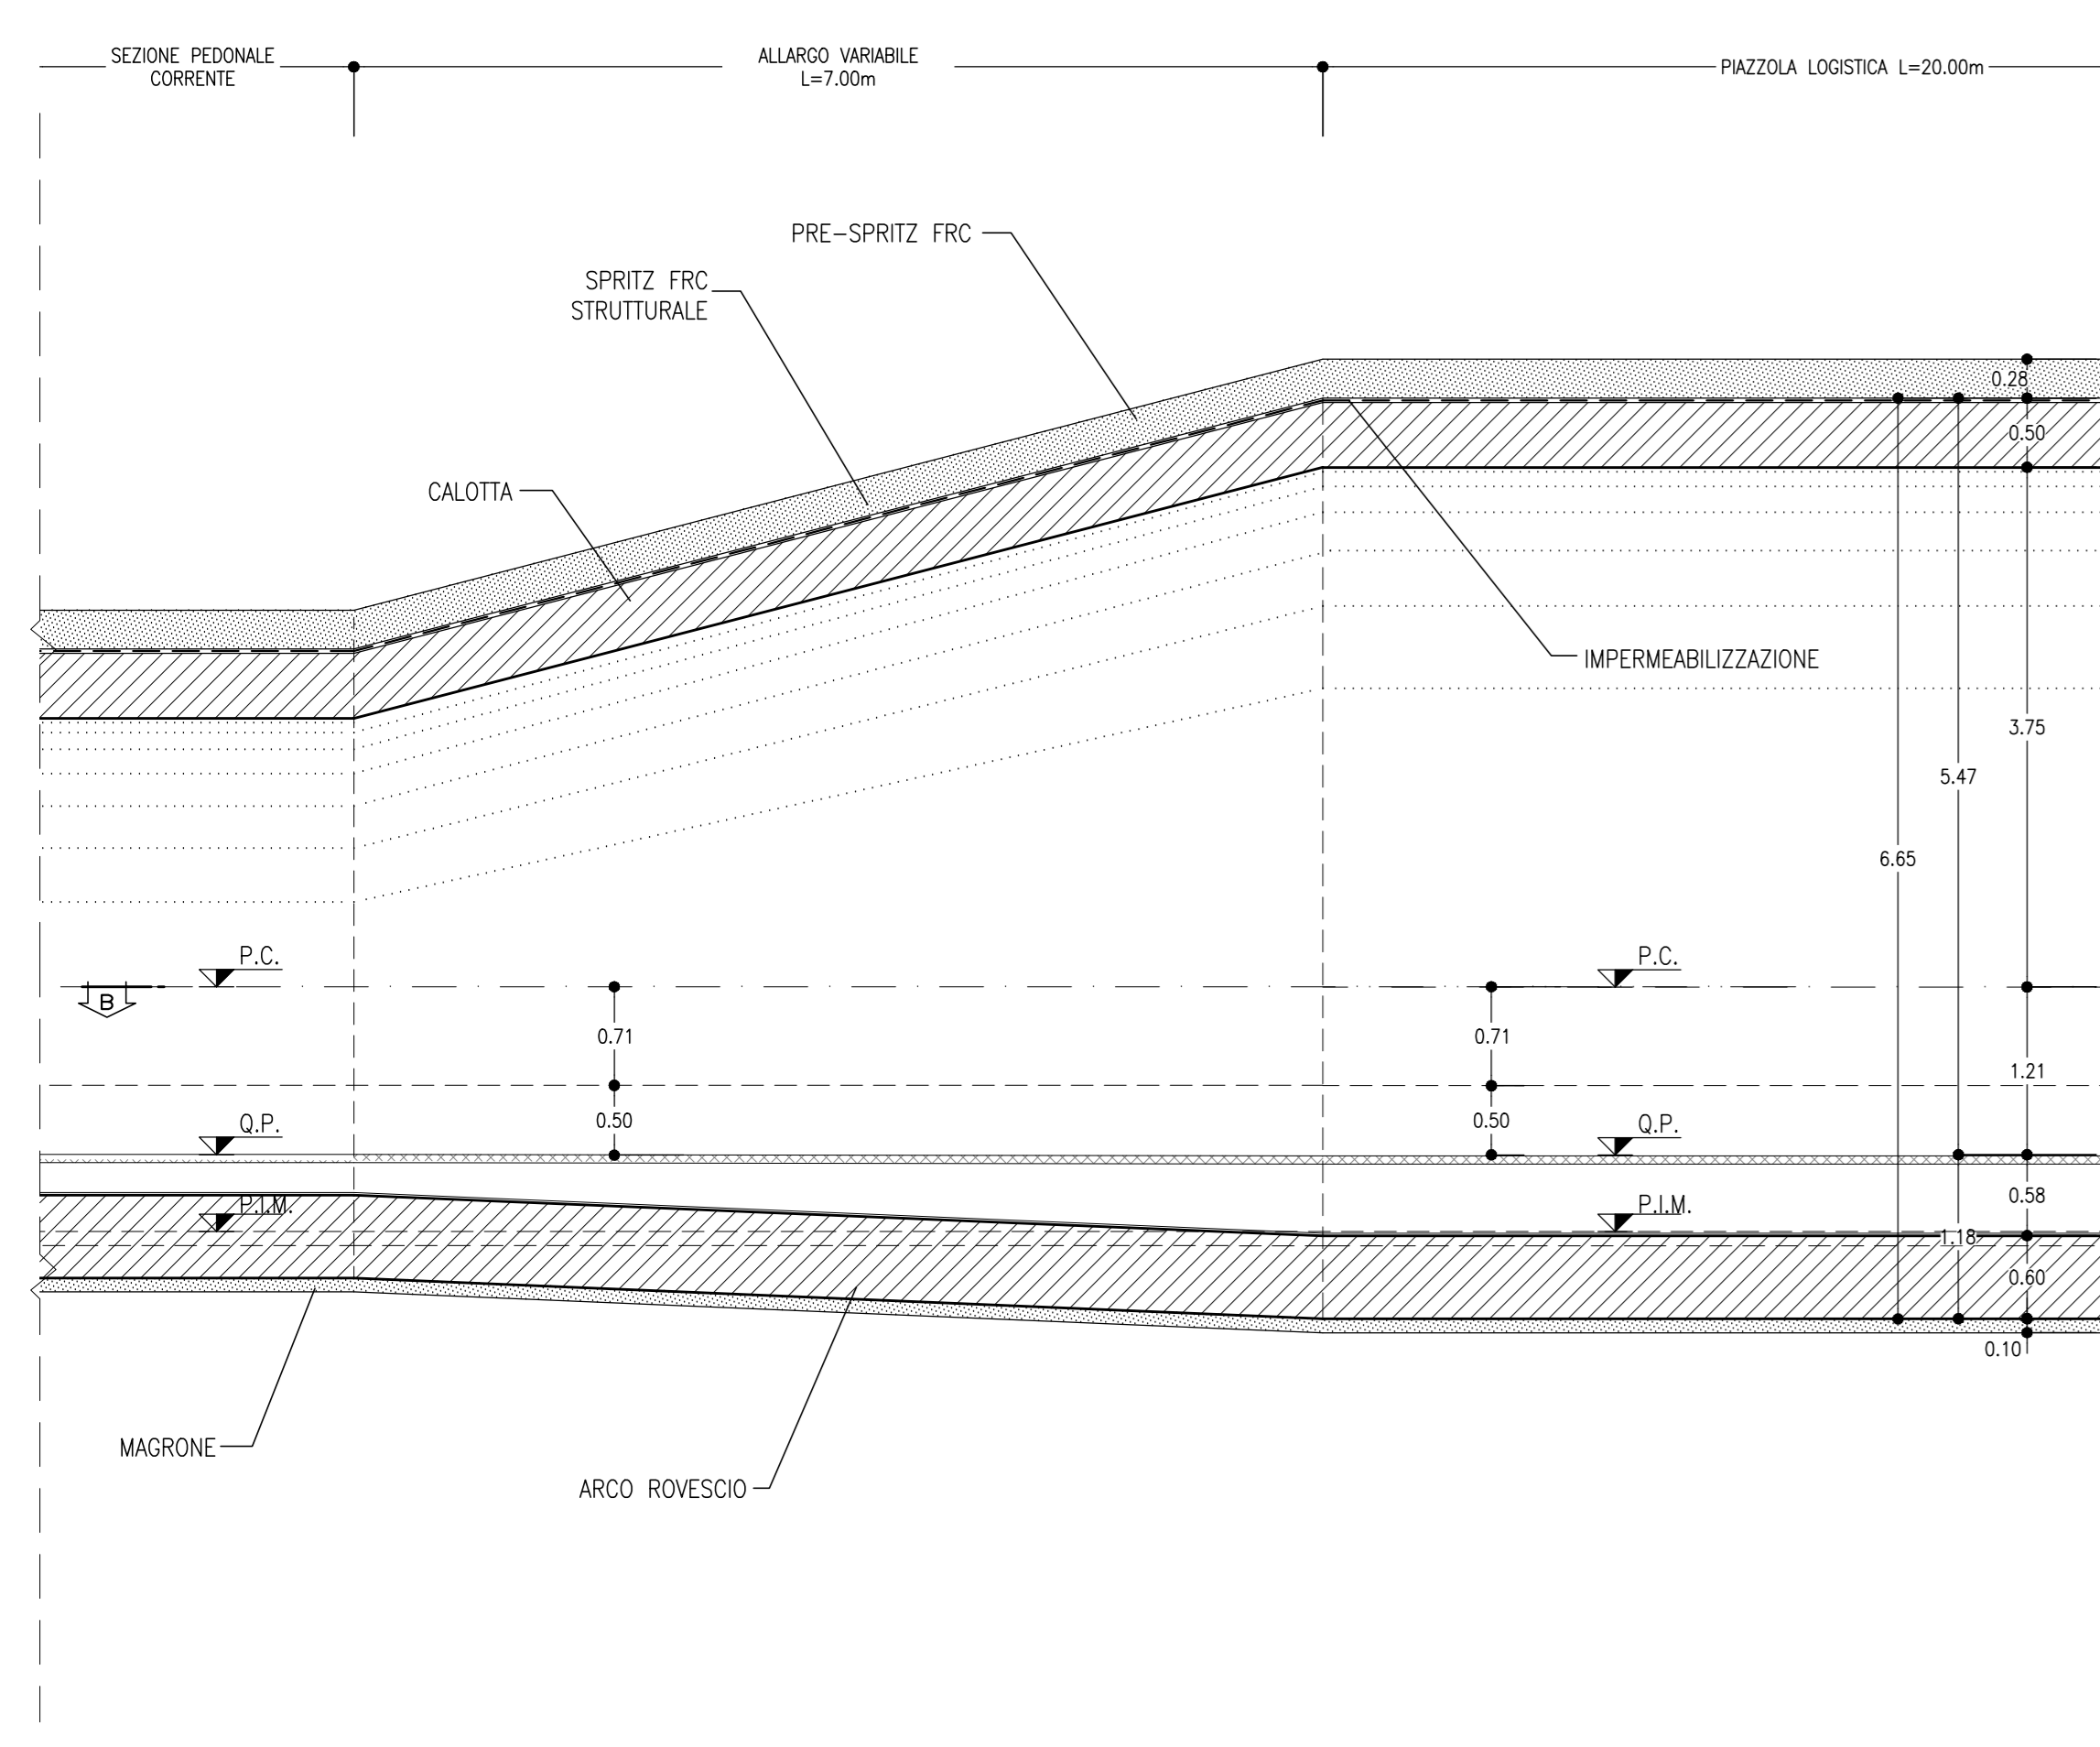 SEZIONE PEDONALE
CORRENTE
ALLARGO VARIABILE
L=7.00m
PIAZZOLA LOGISTICA L=20.00m
PRE-SPRITZ FRC
SPRITZ FRC
STRUTTURALE
CALOTTA
0.28
0.50
IMPERMEABILIZZAZIONE
3.75
5.47
6.65
P.C.
P.C.
B
0.71
0.71
1.21
0.50
0.50
Q.P.
Q.P.
P.I.M.
P.I.M.
0.58
1.18
0.60
0.10
MAGRONE
ARCO ROVESCIO